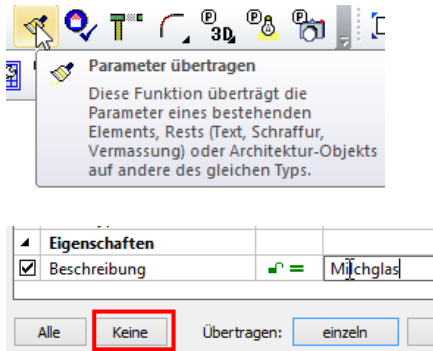 P P P
3D
Parameter übertragen
Diese Funktion überträgt die
Parameter eines bestehenden
Elements, Rests (Text, Schraffur,
Vermassung) oder Architektur-Objekts
auf andere des gleichen Typs.
Eigenschaften
Beschreibung = Milchglas
Alle Keine Übertragen: einzeln